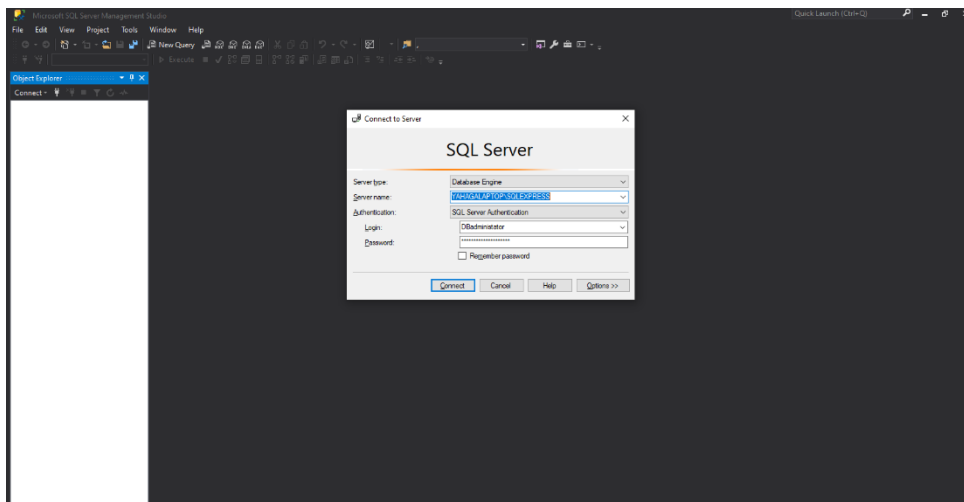 Microsoft SQL Server Management Studio
Quick Launch (Ctrl+Q)
File Edit View Project Tools Window Help
New Query
Execute
Object Explorer
Connect
Connect to Server
SQL Server
Server type: Database Engine
Server name: YAHAGALAPTOP\SQLEXPRESS
Authentication: SQL Server Authentication
Login: DBadministator
Password: ********************
Remember password
Connect Cancel Help Options >>